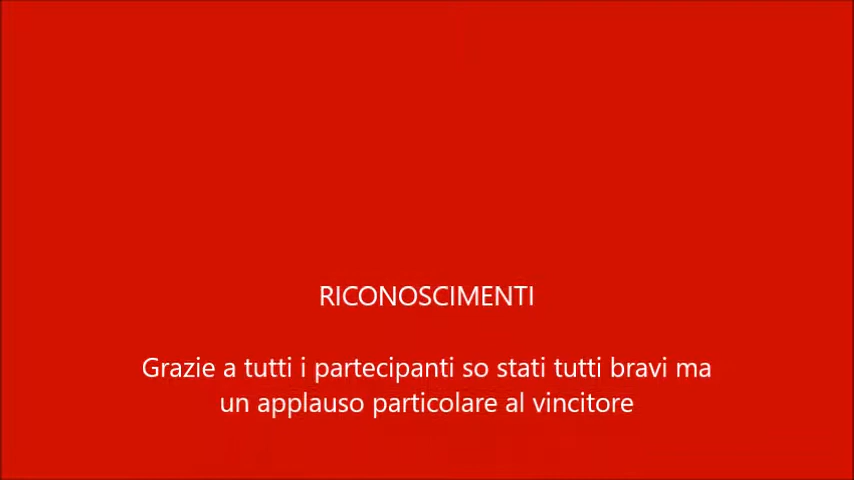 RICONOSCIMENTI
Grazie a tutti i partecipanti so stati tutti bravi ma
un applauso particolare al vincitore